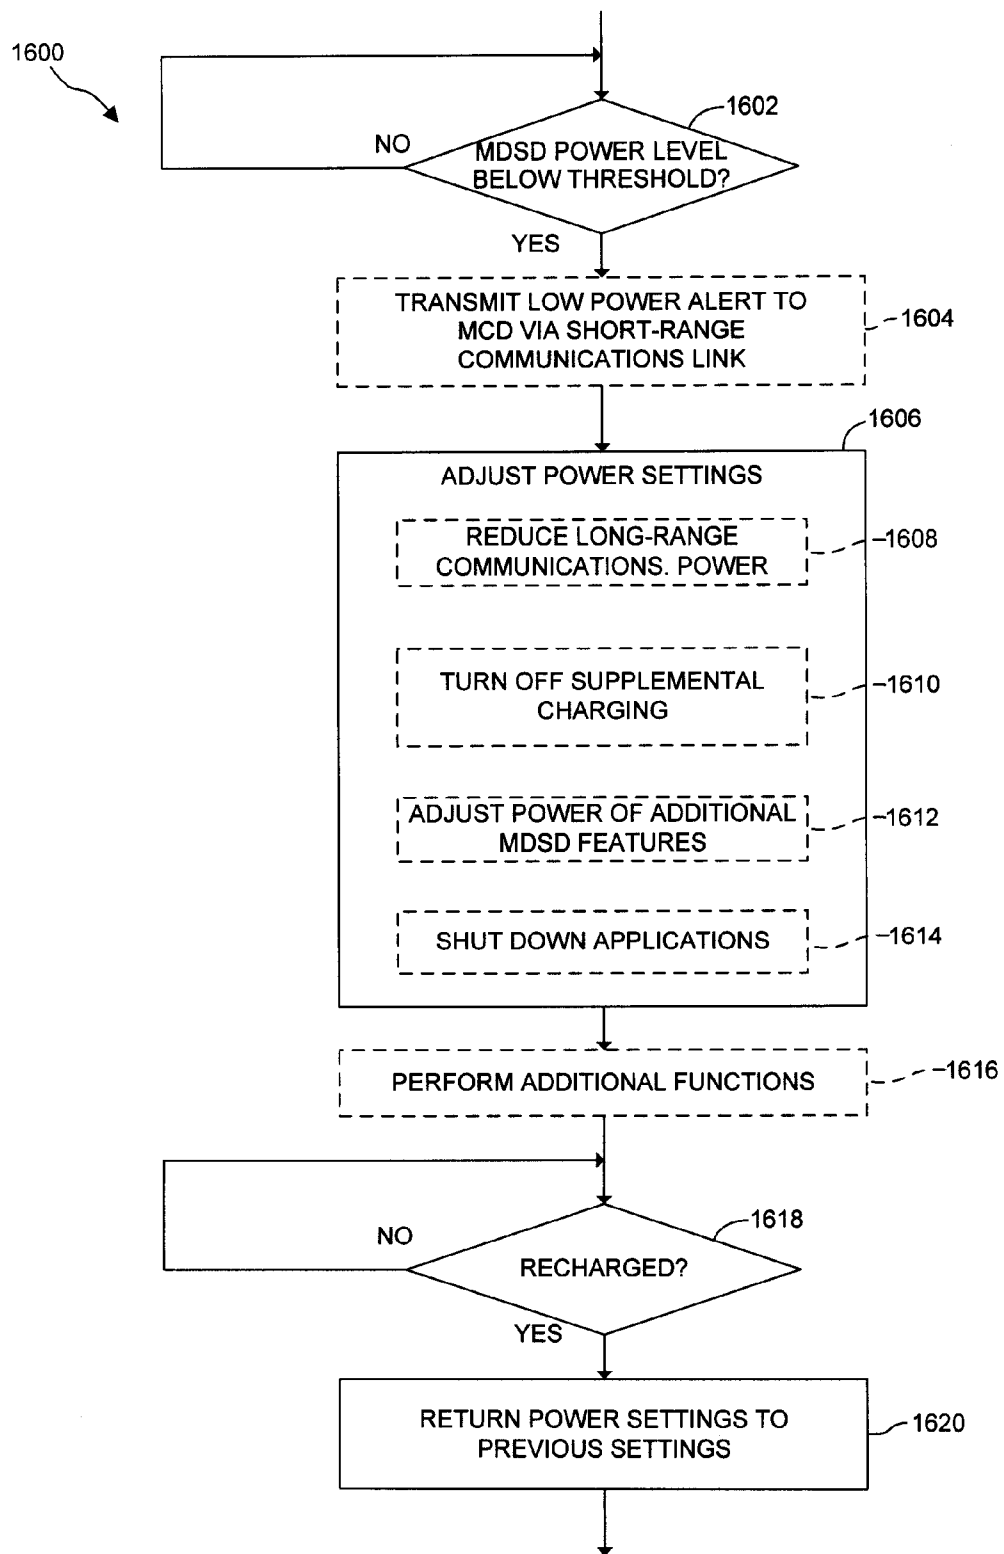 1600
1602
NO
MDSD POWER LEVEL
BELOW THRESHOLD?
YES
TRANSMIT LOW POWER ALERT TO
MCD VIA SHORT-RANGE
COMMUNICATIONS LINK
1604
1606
ADJUST POWER SETTINGS
REDUCE LONG-RANGE
COMMUNICATIONS. POWER
1608
TURN OFF SUPPLEMENTAL
CHARGING
1610
ADJUST POWER OF ADDITIONAL
MDSD FEATURES
1612
SHUT DOWN APPLICATIONS
1614
PERFORM ADDITIONAL FUNCTIONS
1616
1618
NO
RECHARGED?
YES
RETURN POWER SETTINGS TO
PREVIOUS SETTINGS
1620